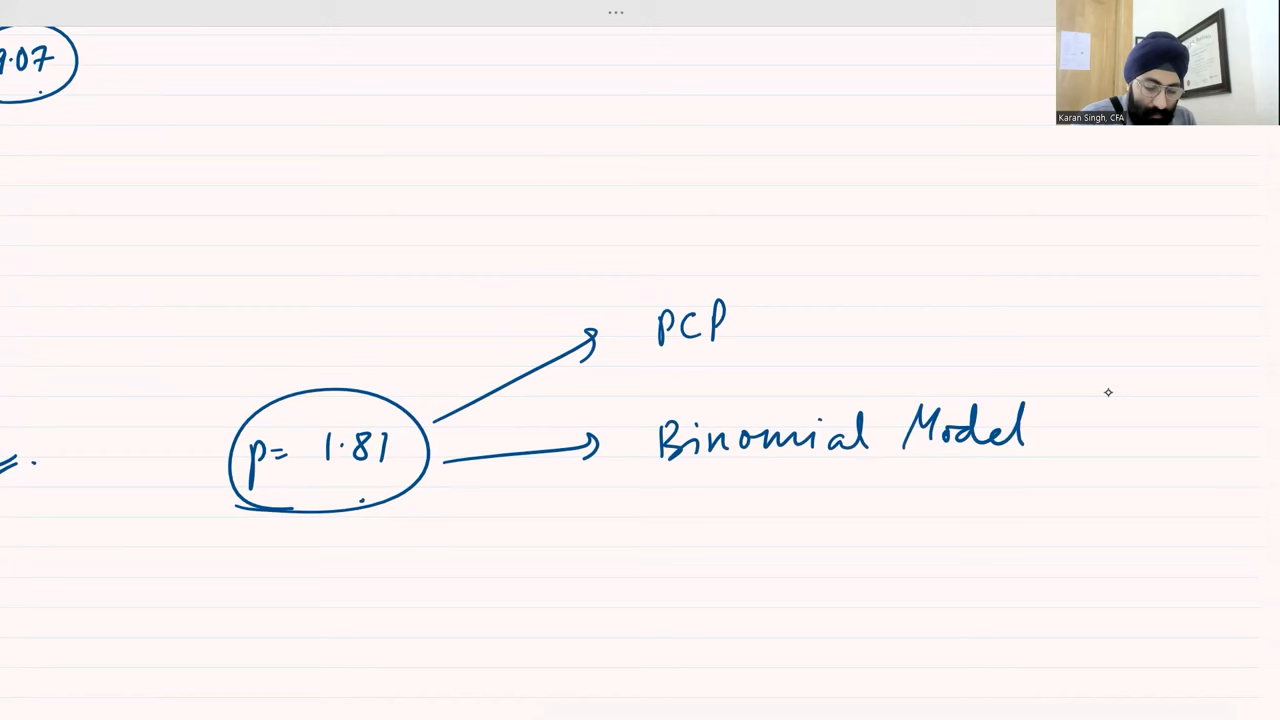 9.07
Karan Singh, CFA
PCP
p= 1.81
Binomial Model